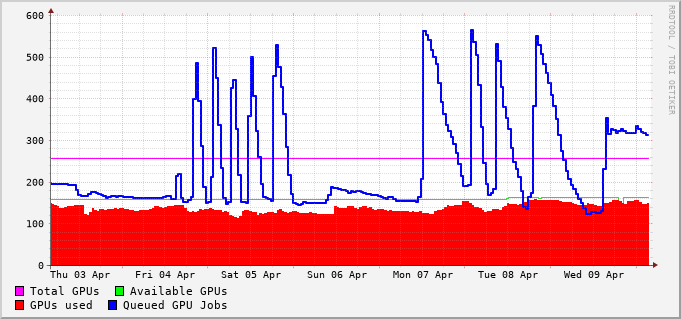 600
500
400
300
200
100
0
Thu 03 Apr Fri 04 Apr Sat 05 Apr Sun 06 Apr Mon 07 Apr Tue 08 Apr Wed 09 Apr
Total GPUs Available GPUs
GPUs used Queued GPU Jobs
RRDTOOL / TOBI OETIKER